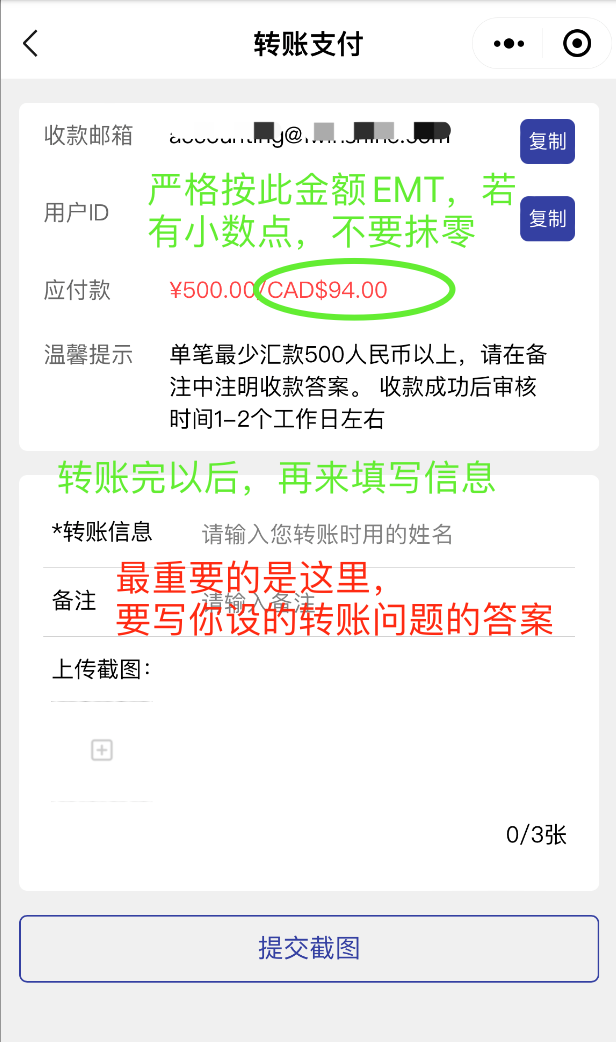 转账支付
收款邮箱
复制
严格按此金额EMT，若
有小数点，不要抹零
用户ID
复制
应付款 ¥500.00/CAD$94.00
温馨提示 单笔最少汇款500人民币以上，请在备
注中注明收款答案。 收款成功后审核
时间1-2个工作日左右
转账完以后，再来填写信息
*转账信息 请输入您转账时用的姓名
最重要的是这里，
备注 请输入备注
要写你设的转账问题的答案
上传截图：
0/3张
提交截图